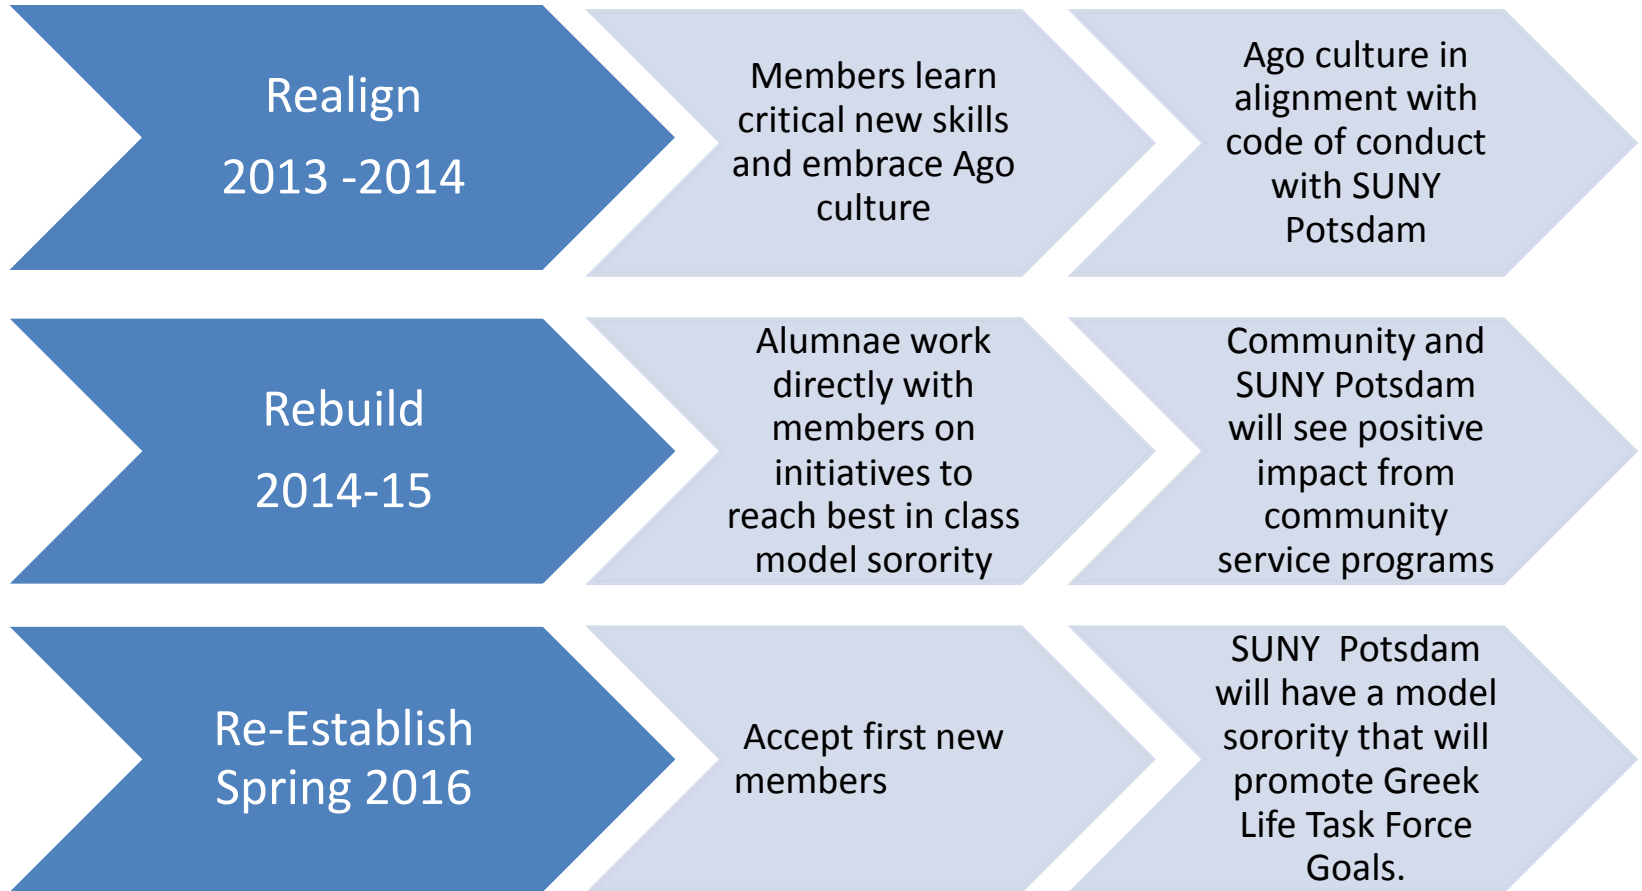 Realign
2013 -2014
Members learn
critical new skills
and embrace Ago
culture
Ago culture in
alignment with
code of conduct
with SUNY
Potsdam
Rebuild
2014-15
Alumnae work
directly with
members on
initiatives to
reach best in class
model sorority
Community and
SUNY Potsdam
will see positive
impact from
community
service programs
Re-Establish
Spring 2016
Accept first new
members
SUNY  Potsdam
will have a model
sorority that will
promote Greek
Life Task Force
Goals.